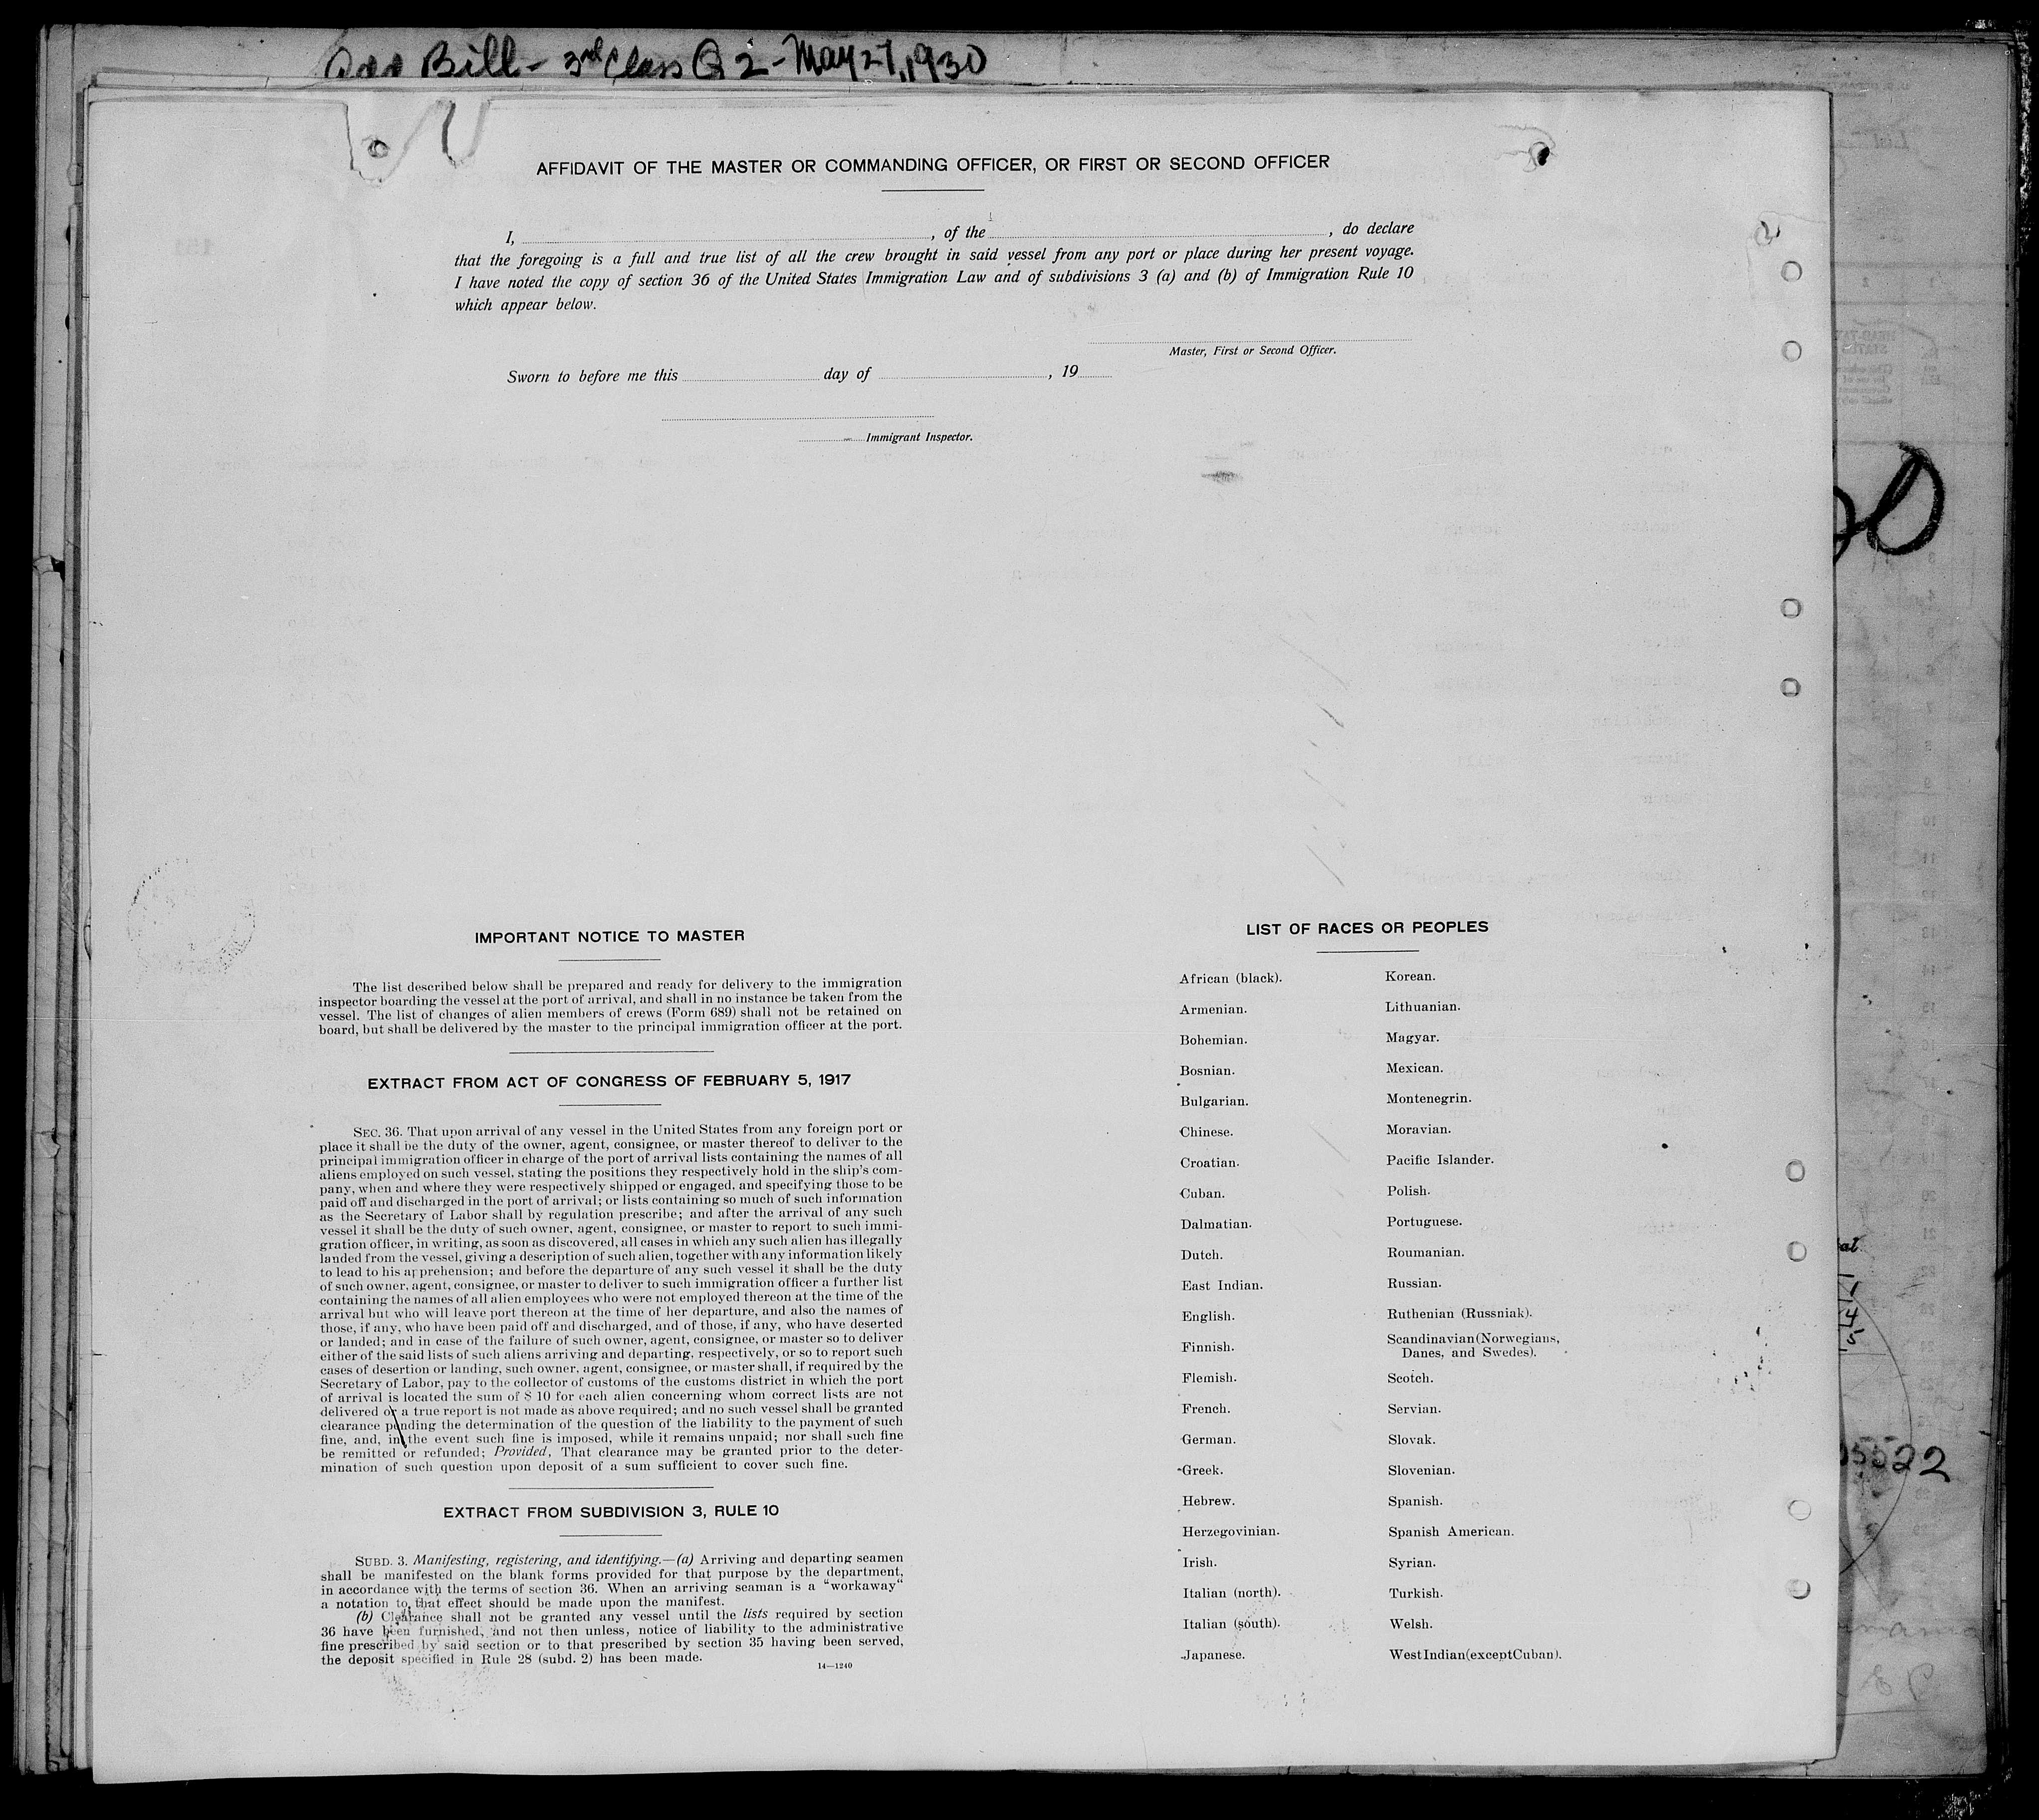 Bill - 3rd Class Q 2 - May 27, 1930
AFFIDAVIT OF THE MASTER OR COMMANDING OFFICER, OR FIRST OR SECOND OFFICER
I, , of the , do declare
that the foregoing is a full and true list of all the crew brought in said vessel from any port or place during her present voyage.
I have noted the copy of section 36 of the United States Immigration Law and of subdivisions 3 (a) and (b) of Immigration Rule 10
which appear below.
Master, First or Second Officer.
Sworn to before me this day of , 19
Immigrant Inspector.
IMPORTANT NOTICE TO MASTER
The list described below shall be prepared and ready for delivery to the immigration
inspector boarding the vessel at the port of arrival, and shall in no instance be taken from the
vessel. The list of changes of alien members of crews (Form 689) shall not be retained on
board, but shall be delivered by the master to the principal immigration officer at the port.
EXTRACT FROM ACT OF CONGRESS OF FEBRUARY 5, 1917
SEC. 36. That upon arrival of any vessel in the United States from any foreign port or
place it shall be the duty of the owner, agent, consignee, or master thereof to deliver to the
principal immigration officer in charge of the port of arrival lists containing the names of all
aliens employed on such vessel, stating the positions they respectively hold in the ship's com-
pany, when and where they were respectively shipped or engaged, and specifying those to be
paid off and discharged in the port of arrival; or lists containing so much of such information
as the Secretary of Labor shall by regulation prescribe; and after the arrival of any such
vessel it shall be the duty of such owner, agent, consignee, or master to report to such immi-
gration officer, in writing, as soon as discovered, all cases in which any such alien has illegally
landed from the vessel, giving a description of such alien, together with any information likely
to lead to his apprehension; and before the departure of any such vessel it shall be the duty
of such owner, agent, consignee, or master to deliver to such immigration officer a further list
containing the names of all alien employees who were not employed thereon at the time of the
arrival but who will leave port thereon at the time of her departure, and also the names of
those, if any, who have been paid off and discharged, and of those, if any, who have deserted
or landed; and in case of the failure of such owner, agent, consignee, or master so to deliver
either of the said lists of such aliens arriving and departing, respectively, or so to report such
cases of desertion or landing, such owner, agent, consignee, or master shall, if required by the
Secretary of Labor, pay to the collector of customs of the customs district in which the port
of arrival is located the sum of $ 10 for each alien concerning whom correct lists are not
delivered or a true report is not made as above required; and no such vessel shall be granted
clearance pending the determination of the question of the liability to the payment of such
fine, and, in the event such fine is imposed, while it remains unpaid; nor shall such fine
be remitted or refunded; Provided, That clearance may be granted prior to the deter-
mination of such question upon deposit of a sum sufficient to cover such fine.
EXTRACT FROM SUBDIVISION 3, RULE 10
SUBD. 3. Manifesting, registering, and identifying.—(a) Arriving and departing seamen
shall be manifested on the blank forms provided for that purpose by the department,
in accordance with the terms of section 36. When an arriving seaman is a "workaway"
a notation to that effect should be made upon the manifest.
(b) Clearance shall not be granted any vessel until the lists required by section
36 have been furnished, and not then unless, notice of liability to the administrative
fine prescribed by said section or to that prescribed by section 35 having been served,
the deposit specified in Rule 28 (subd. 2) has been made.
14—1240
LIST OF RACES OR PEOPLES
African (black).
Armenian.
Bohemian.
Bosnian.
Bulgarian.
Chinese.
Croatian.
Cuban.
Dalmatian.
Dutch.
East Indian.
English.
Finnish.
Flemish.
French.
German.
Greek.
Hebrew.
Herzegovinian.
Irish.
Italian (north).
Italian (south).
Japanese.
Korean.
Lithuanian.
Magyar.
Mexican.
Montenegrin.
Moravian.
Pacific Islander.
Polish.
Portuguese.
Roumanian.
Russian.
Ruthenian (Russniak).
Scandinavian (Norwegians,
Danes, and Swedes).
Scotch.
Servian.
Slovak.
Slovenian.
Spanish.
Spanish American.
Syrian.
Turkish.
Welsh.
West Indian (except Cuban).